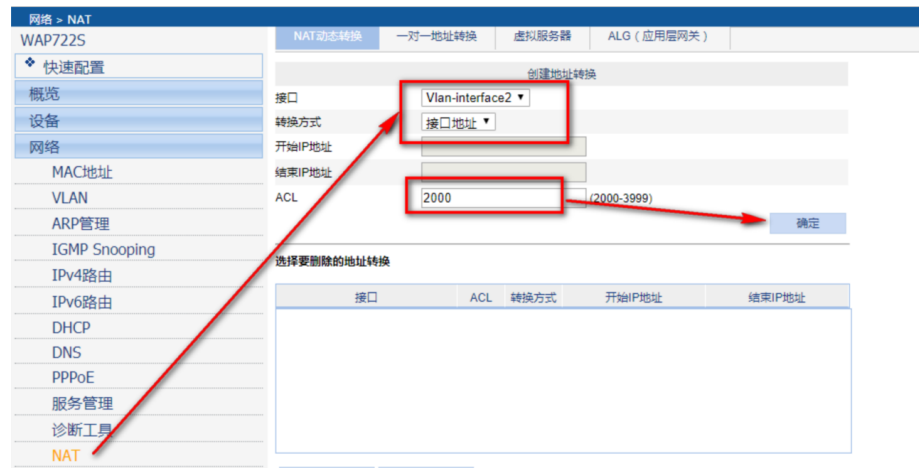 网络 > NAT
WAP722S
NAT动态转换 一对一地址转换 虚拟服务器 ALG（应用层网关）
快速配置
概览
设备
网络
MAC地址
VLAN
ARP管理
IGMP Snooping
IPv4路由
IPv6路由
DHCP
DNS
PPPoE
服务管理
诊断工具
NAT
创建地址转换
接口 Vlan-interface2
转换方式 接口地址
开始IP地址
结束IP地址
ACL 2000 (2000-3999)
确定
选择要删除的地址转换
接口 ACL 转换方式 开始IP地址 结束IP地址